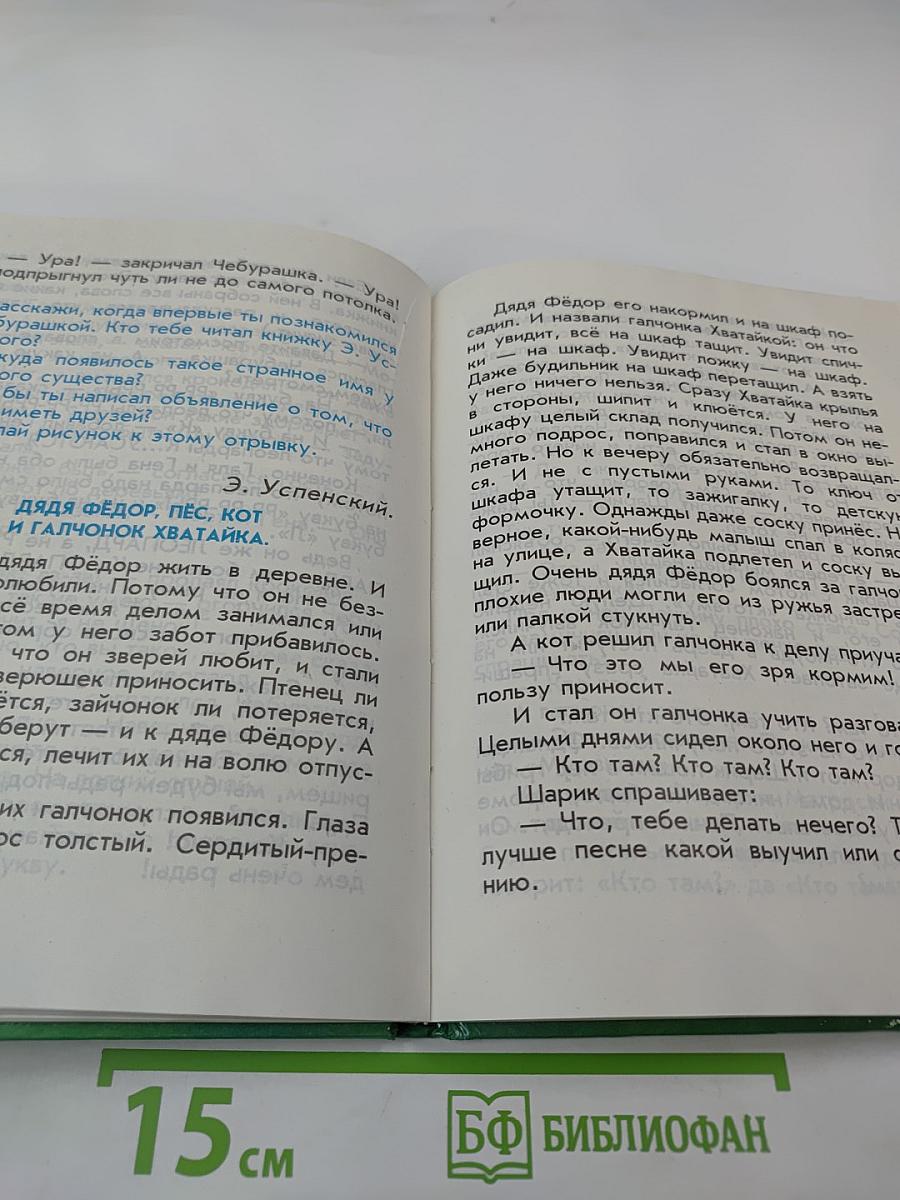 — Ура! — закричал Чебурашка. — Ура!
подпрыгнул чуть ли не до самого потолка.
асскажи, когда впервые ты познакомился
бурашкой. Кто тебе читал книжку Э. Ус-
ого?
куда появилось такое странное имя у
ого существа?
бы ты написал объявление о том, что
иметь друзей?
лай рисунок к этому отрывку.
Э. Успенский.
ДЯДЯ ФЁДОР, ПЁС, КОТ
И ГАЛЧОНОК ХВАТАЙКА.
дядя Фёдор жить в деревне. И
олюбили. Потому что он не без-
сё время делом занимался или
том у него забот прибавилось.
что он зверей любит, и стали
верюшек приносить. Птенец ли
ётся, зайчонок ли потеряется,
берут — и к дяде Фёдору. А
ся, лечит их и на волю отпус-
их галчонок появился. Глаза
ос толстый. Сердитый-пре-
Дядя Фёдор его накормил и на шкаф по-
садил. И назвали галчонка Хватайкой: он что
ни увидит, всё на шкаф тащит. Увидит спич-
ки — на шкаф. Увидит ложку — на шкаф.
Даже будильник на шкаф перетащил. А взять
у него ничего нельзя. Сразу Хватайка крылья
в стороны, шипит и клюётся. У него на
шкафу целый склад получился. Потом он не-
много подрос, поправился и стал в окно вы-
летать. Но к вечеру обязательно возвращал-
ся. И не с пустыми руками. То ключ от
шкафа утащит, то зажигалку, то детскую
формочку. Однажды даже соску принёс. Н
верное, какой-нибудь малыш спал в коляс
на улице, а Хватайка подлетел и соску вы
щил. Очень дядя Фёдор боялся за галчо
плохие люди могли его из ружья застре
или палкой стукнуть.
А кот решил галчонка к делу приуча
— Что это мы его зря кормим!
пользу приносит.
И стал он галчонка учить разгова
Целыми днями сидел около него и го
— Кто там? Кто там? Кто там?
Шарик спрашивает:
— Что, тебе делать нечего? Т
лучше песне какой выучил или с
нию.
15 см
БФ БИБЛИОФАН